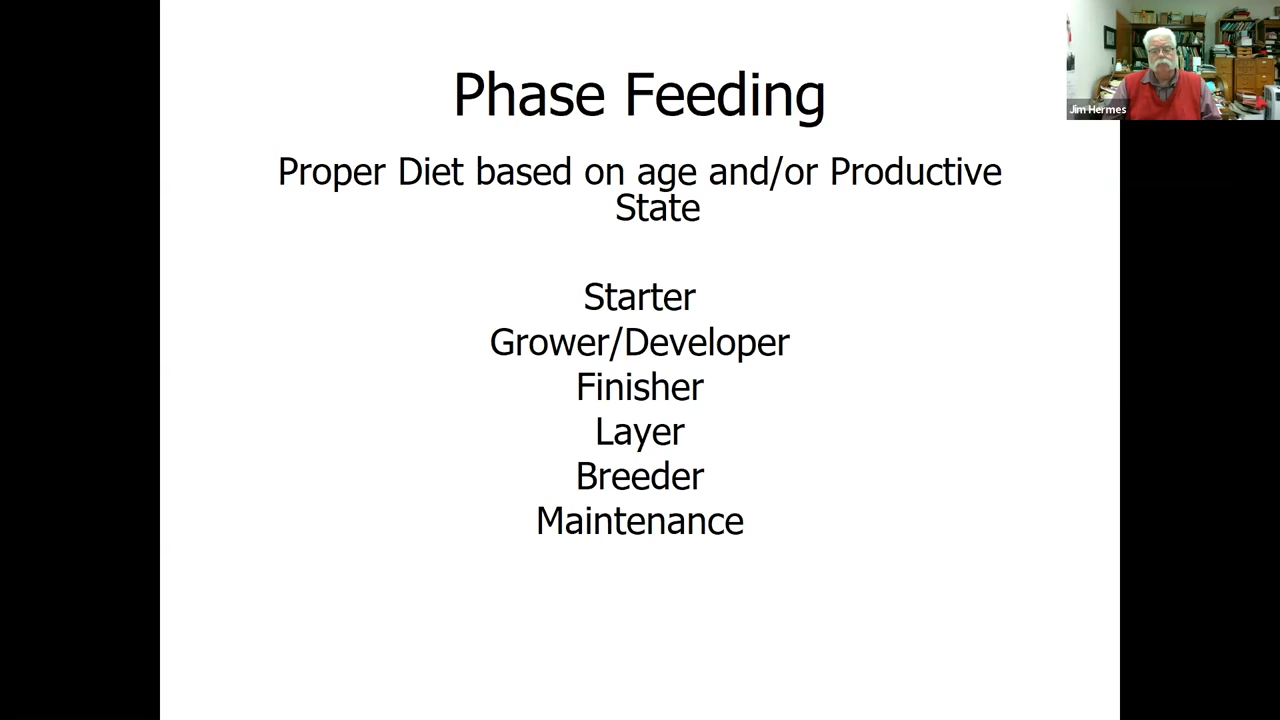 Phase Feeding
Jim Hermes
Proper Diet based on age and/or Productive
State
Starter
Grower/Developer
Finisher
Layer
Breeder
Maintenance